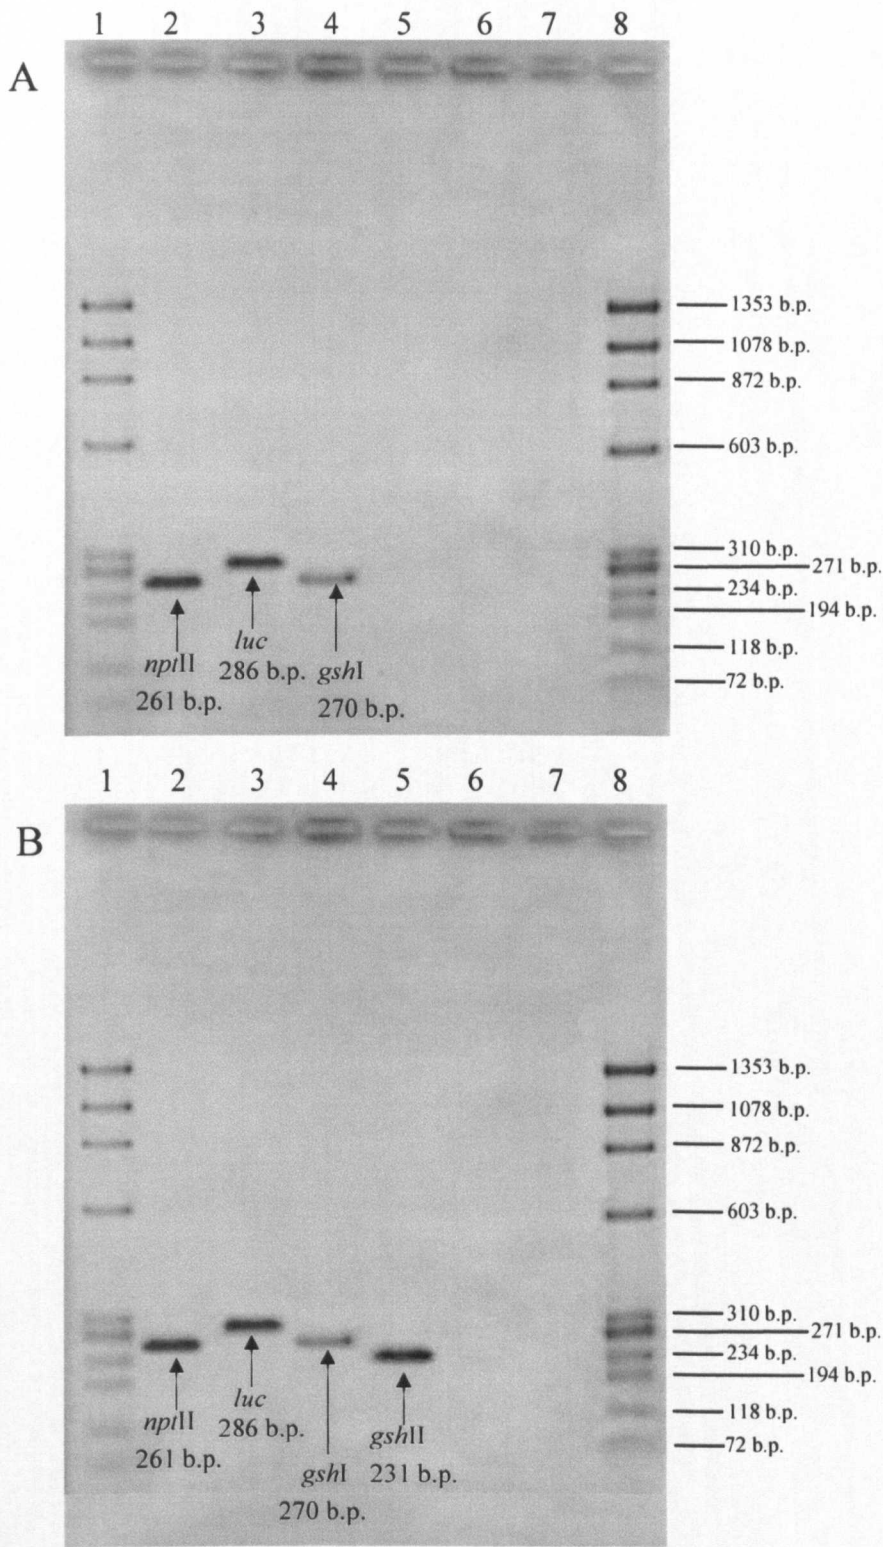 1 2 3 4 5 6 7 8
A
1353 b.p.
1078 b.p.
872 b.p.
603 b.p.
310 b.p.
271 b.p.
234 b.p.
194 b.p.
118 b.p.
72 b.p.
nptII
261 b.p.
luc
286 b.p.
gshI
270 b.p.
1 2 3 4 5 6 7 8
B
1353 b.p.
1078 b.p.
872 b.p.
603 b.p.
310 b.p.
271 b.p.
234 b.p.
194 b.p.
118 b.p.
72 b.p.
nptII
261 b.p.
luc
286 b.p.
gshI
270 b.p.
gshII
231 b.p.